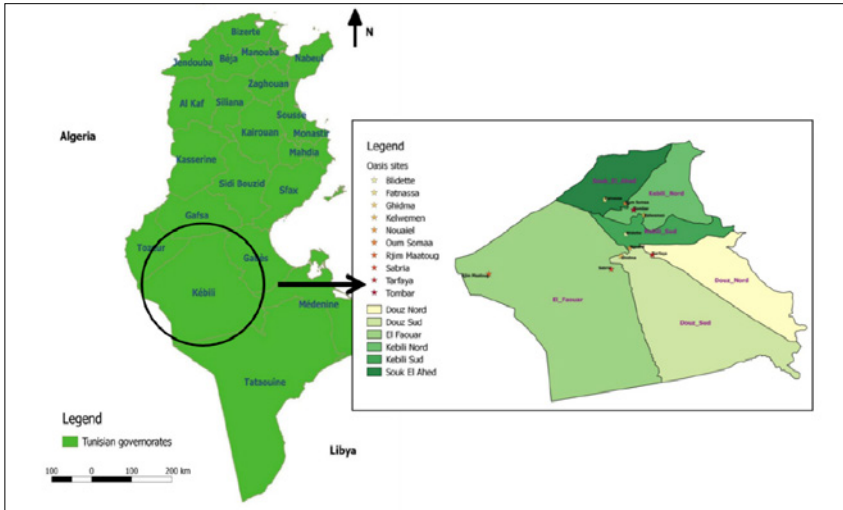 Bizerte
N
Manouba
Jendouba
Béja
Nabeul
Zaghouan
Al Kaf
Siliana
Sousse
Algeria
Kairouan
Monastir
Mahdia
Kasserine
Sidi Bouzid
Sfax
Gafsa
Tozeur
Gabès
Kébili
Médenine
Tataouine
Legend
Tunisian governorates
Libya
100 0 100 200 km
Legend
Oasis sites
Blidette
Fatnassa
Ghidma
Kelwemen
Nouaiel
Oum Somaa
Rjim Maatoug
Sabria
Tarfaya
Tombar
Douz Nord
Douz Sud
El Faouar
Kebili Nord
Kebili Sud
Souk El Ahed
Souk_El_Ahed
Kebili_Nord
Kebili_Sud
Douz_Nord
El_Faouar
Douz_Sud
Rjim Maatoug